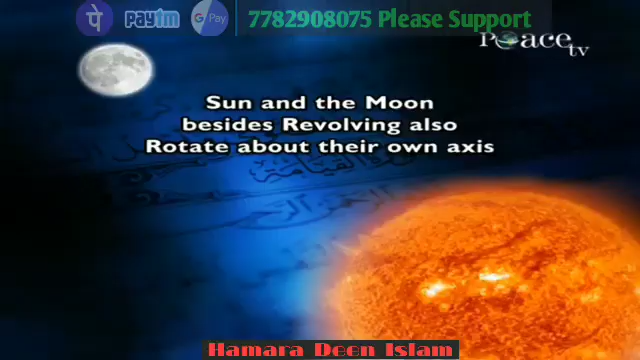 Paytm
G Pay
7782908075 Please Support
Peace tv
Sun and the Moon
besides Revolving also
Rotate about their own axis
Hamara Deen Islam